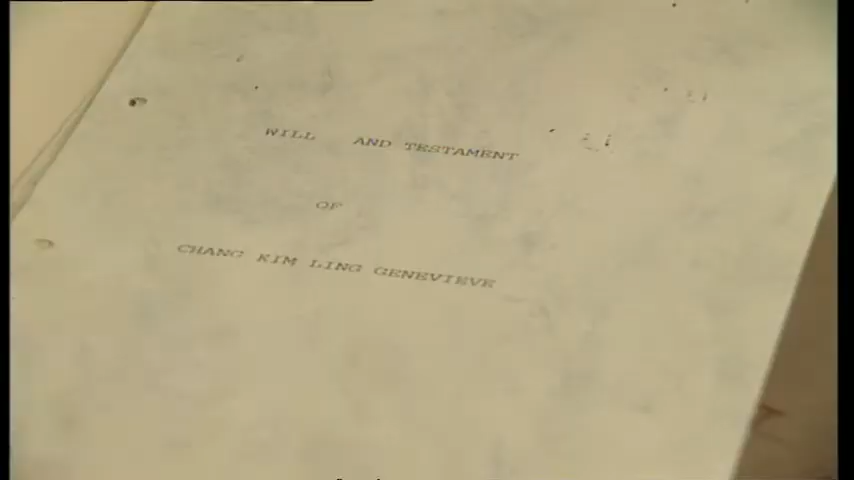 WILL AND TESTAMENT
OF
CHANG KIM LING GENEVIEVE